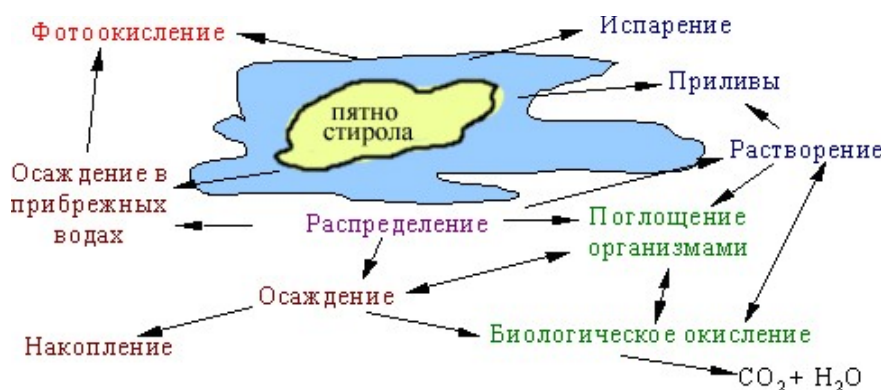 Фотоокисление
Испарение
Приливы
пятно
стирола
Растворение
Осаждение в
прибрежных
водах
Распределение
Поглощение
организмами
Осаждение
Биологическое окисление
Накопление
CO₂+ H₂O